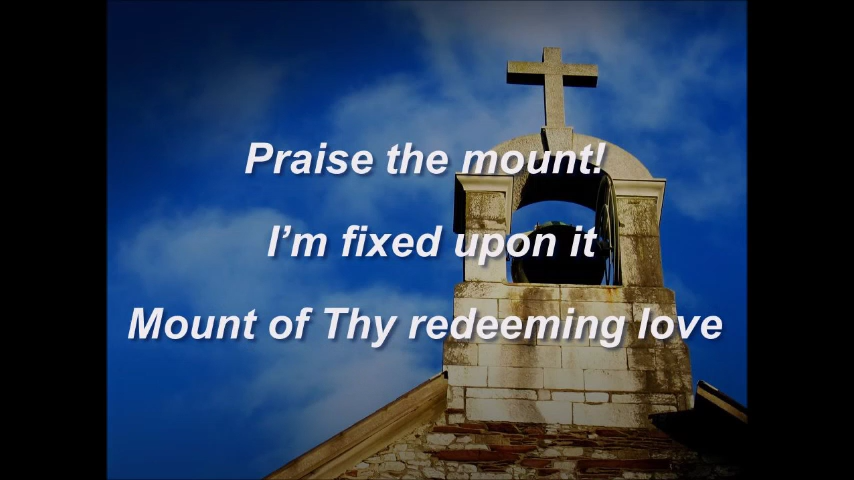 Praise the mount!
I’m fixed upon it
Mount of Thy redeeming love